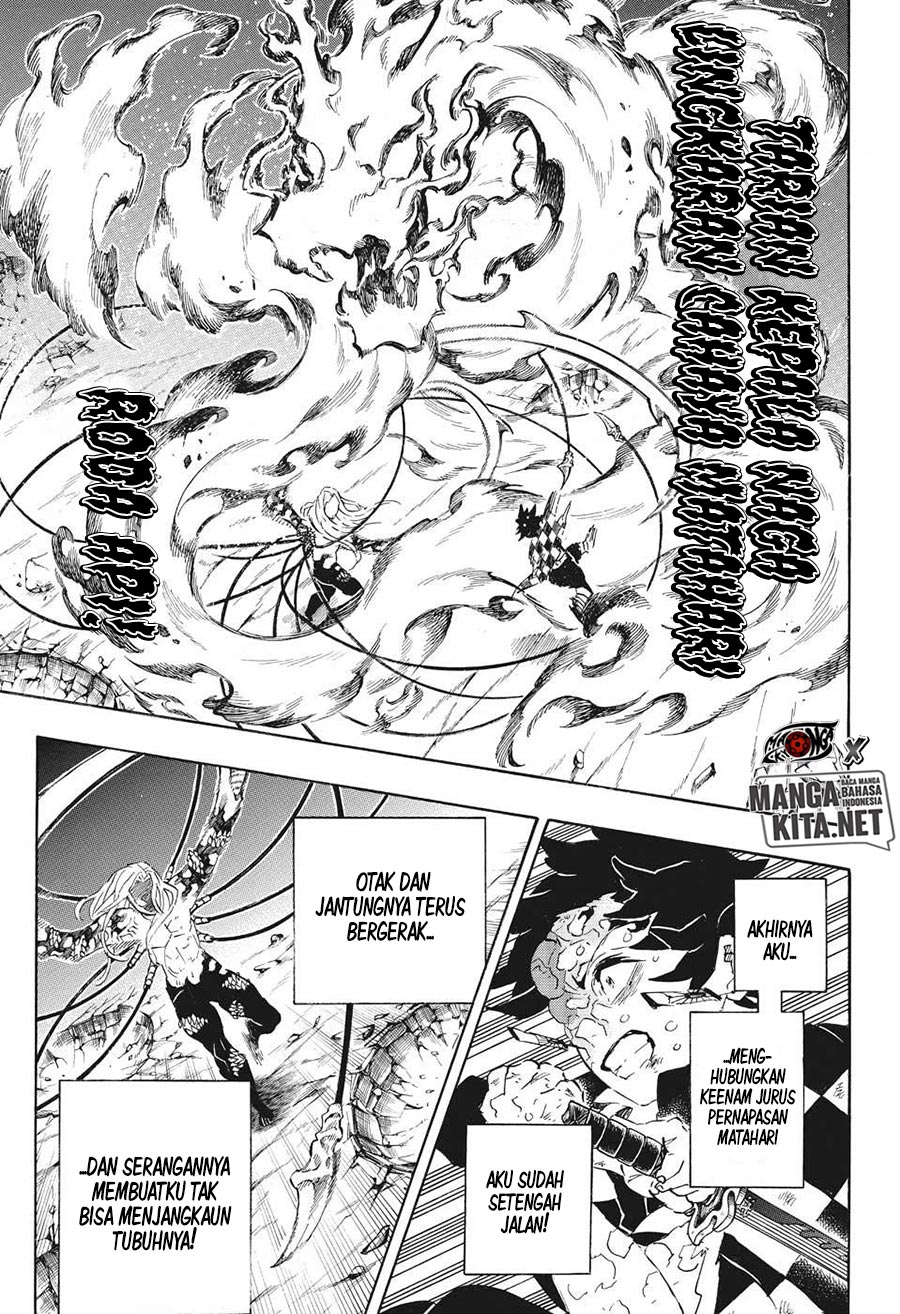 TARIAN KEPALA NAGA
LINGKARAN CAHAYA MATAHARI
RODA API!
MANGA
KITA.NET
BACA MANGA
BAHASA
INDONESIA
X
AKHIRNYA
AKU...
...MENG-
HUBUNGKAN
KEENAM JURUS
PERNAPASAN
MATAHARI
AKU SUDAH
SETENGAH
JALAN!
OTAK DAN
JANTUNGNYA TERUS
BERGERAK...
...DAN SERANGANNYA
MEMBUATKU TAK
BISA MENJANGKAUN
TUBUHNYA!